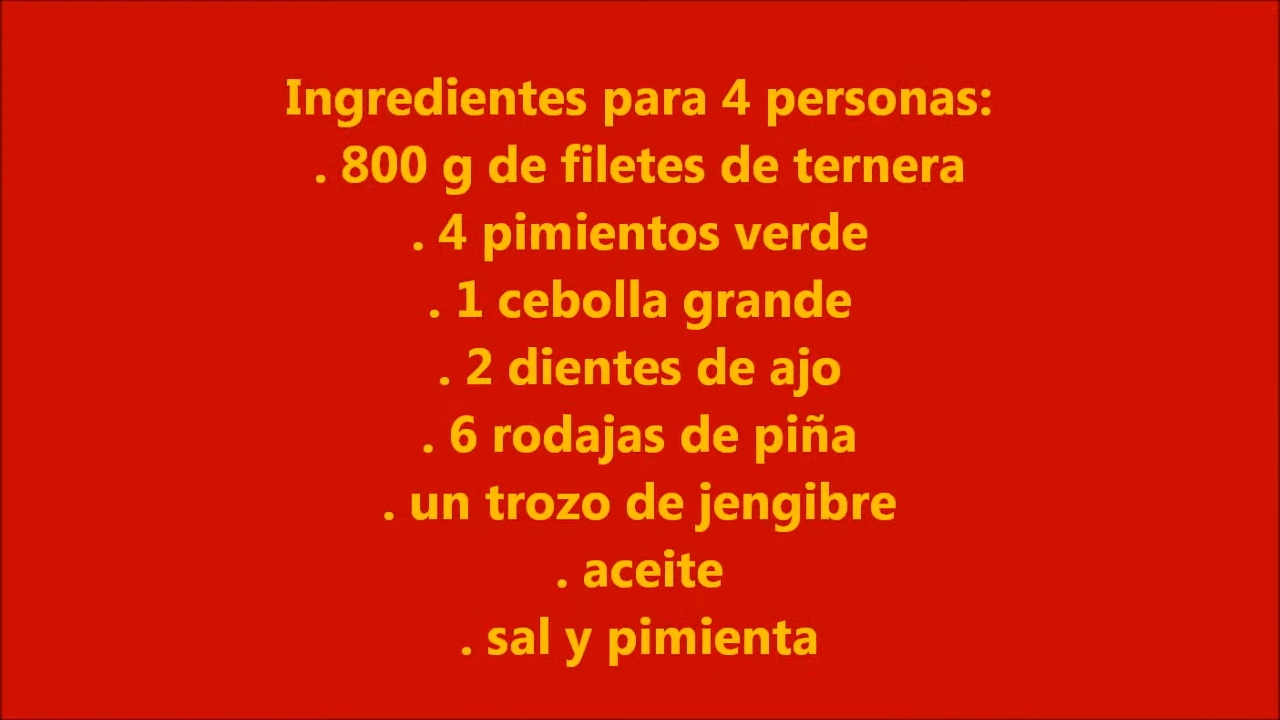 Ingredientes para 4 personas:
. 800 g de filetes de ternera
. 4 pimientos verde
. 1 cebolla grande
. 2 dientes de ajo
. 6 rodajas de piña
. un trozo de jengibre
. aceite
. sal y pimienta